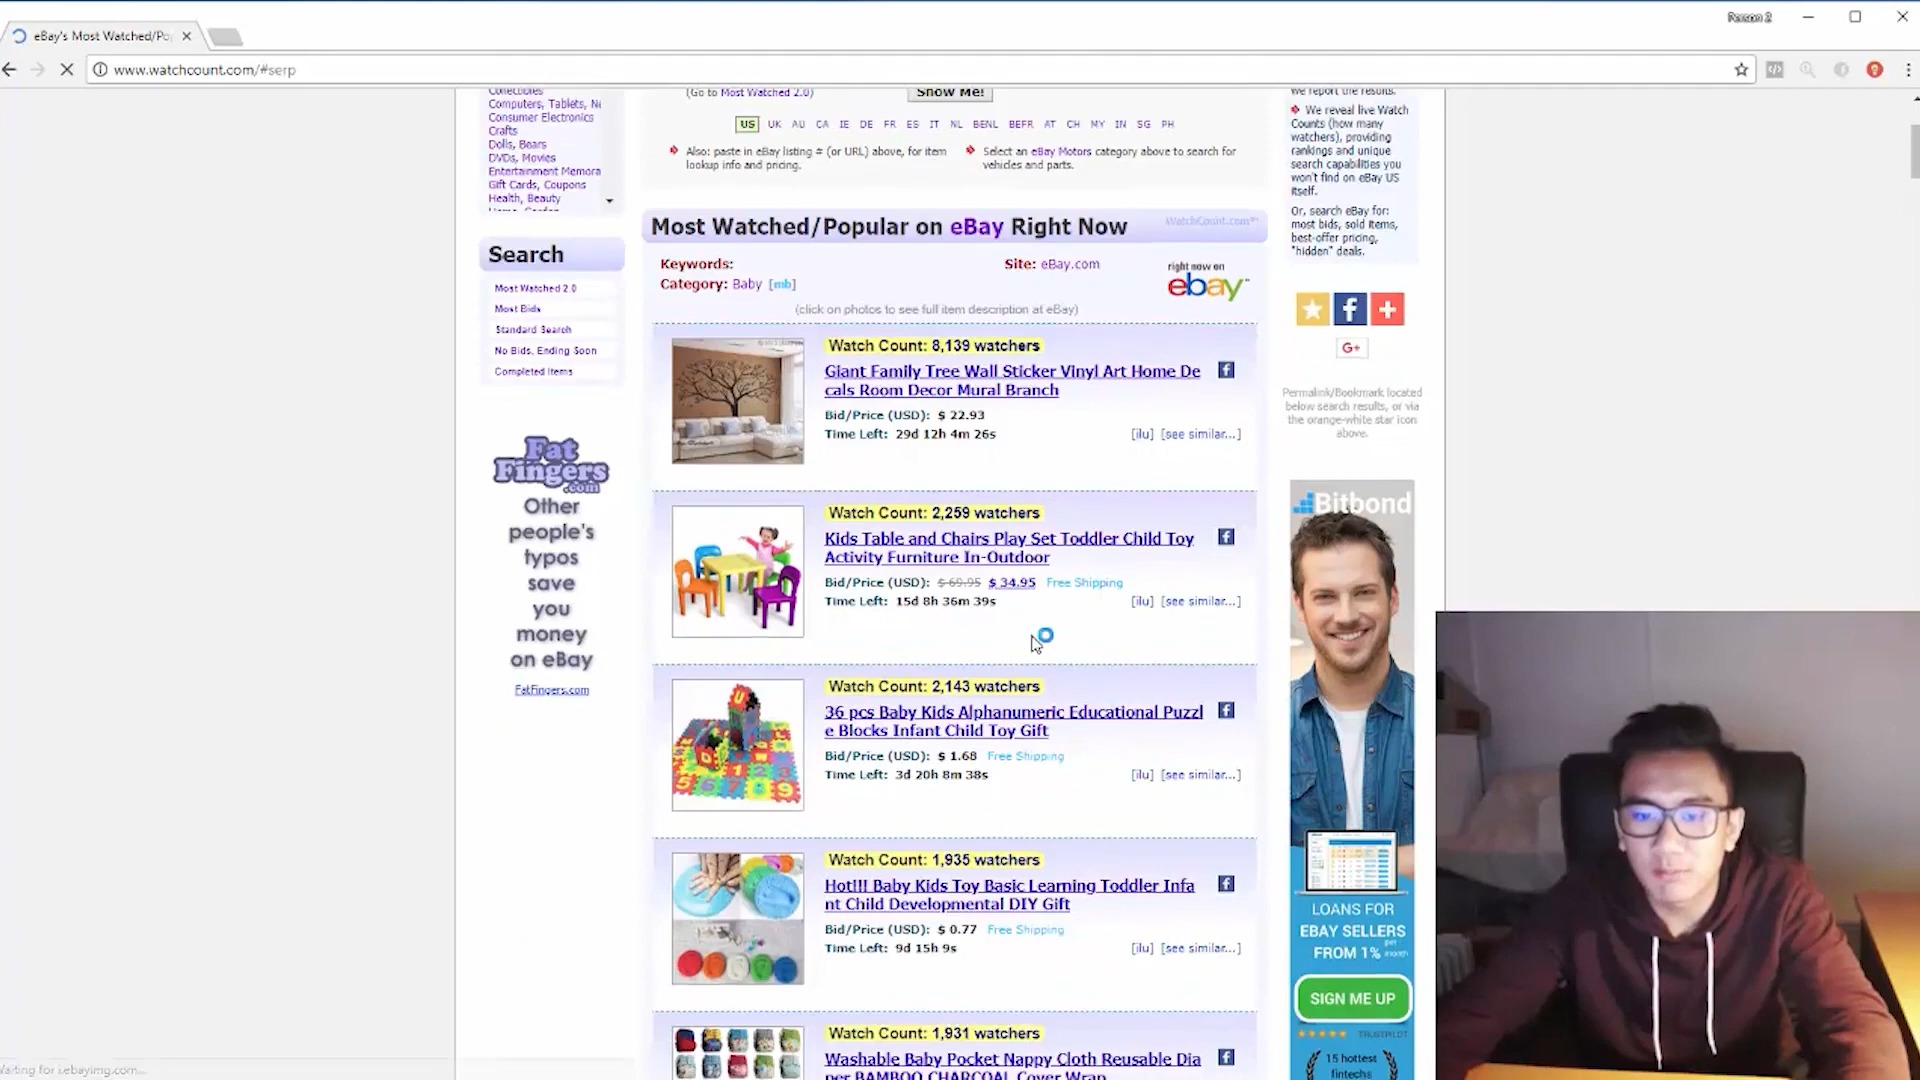 Person 2
eBay's Most Watched/Po
www.watchcount.com/#serp
Collectibles
Computers, Tablets, Ne
Consumer Electronics
Crafts
Dolls, Bears
DVDs, Movies
Entertainment Memora
Gift Cards, Coupons
Health, Beauty
(Go to Most Watched 2.0)
Show Me!
US UK AU CA IE DE FR ES IT NL BENL BEFR AT CH MY IN SG PH
Also: paste in eBay listing # (or URL) above, for item
lookup info and pricing.
Select an eBay Motors category above to search for
vehicles and parts.
we report the results.
We reveal live Watch
Counts (how many
watchers), providing
rankings and unique
search capabilities you
won't find on eBay US
itself.
Or, search eBay for:
most bids, sold items,
best-offer pricing,
"hidden" deals.
G+
Permalink/Bookmark located
below search results, or via
the orange-white star icon
above.
Search
Most Watched 2.0
Most Bids
Standard Search
No Bids, Ending Soon
Completed Items
Fat
Fingers
.com
Other
people's
typos
save
you
money
on eBay
FatFingers.com
Most Watched/Popular on eBay Right Now
WatchCount.com
Keywords:
Category: Baby [mb]
Site: eBay.com
right now on
ebay
(click on photos to see full item description at eBay)
Watch Count: 8,139 watchers
Giant Family Tree Wall Sticker Vinyl Art Home De
cals Room Decor Mural Branch
Bid/Price (USD): $ 22.93
Time Left: 29d 12h 4m 26s
[ilu] [see similar...]
Watch Count: 2,259 watchers
Kids Table and Chairs Play Set Toddler Child Toy
Activity Furniture In-Outdoor
Bid/Price (USD): $ 69.95 $ 34.95 Free Shipping
Time Left: 15d 8h 36m 39s
[ilu] [see similar...]
Watch Count: 2,143 watchers
36 pcs Baby Kids Alphanumeric Educational Puzzl
e Blocks Infant Child Toy Gift
Bid/Price (USD): $ 1.68 Free Shipping
Time Left: 3d 20h 8m 38s
[ilu] [see similar...]
Watch Count: 1,935 watchers
Hot!!! Baby Kids Toy Basic Learning Toddler Infa
nt Child Developmental DIY Gift
Bid/Price (USD): $ 0.77 Free Shipping
Time Left: 9d 15h 9s
[ilu] [see similar...]
Watch Count: 1,931 watchers
Washable Baby Pocket Nappy Cloth Reusable Dia
per BAMBOO CHARCOAL Cover Wrap
Bitbond
LOANS FOR
EBAY SELLERS
FROM 1% per month
SIGN ME UP
TRUSTPILOT
15 hottest
fintechs
Waiting for i.ebayimg.com...